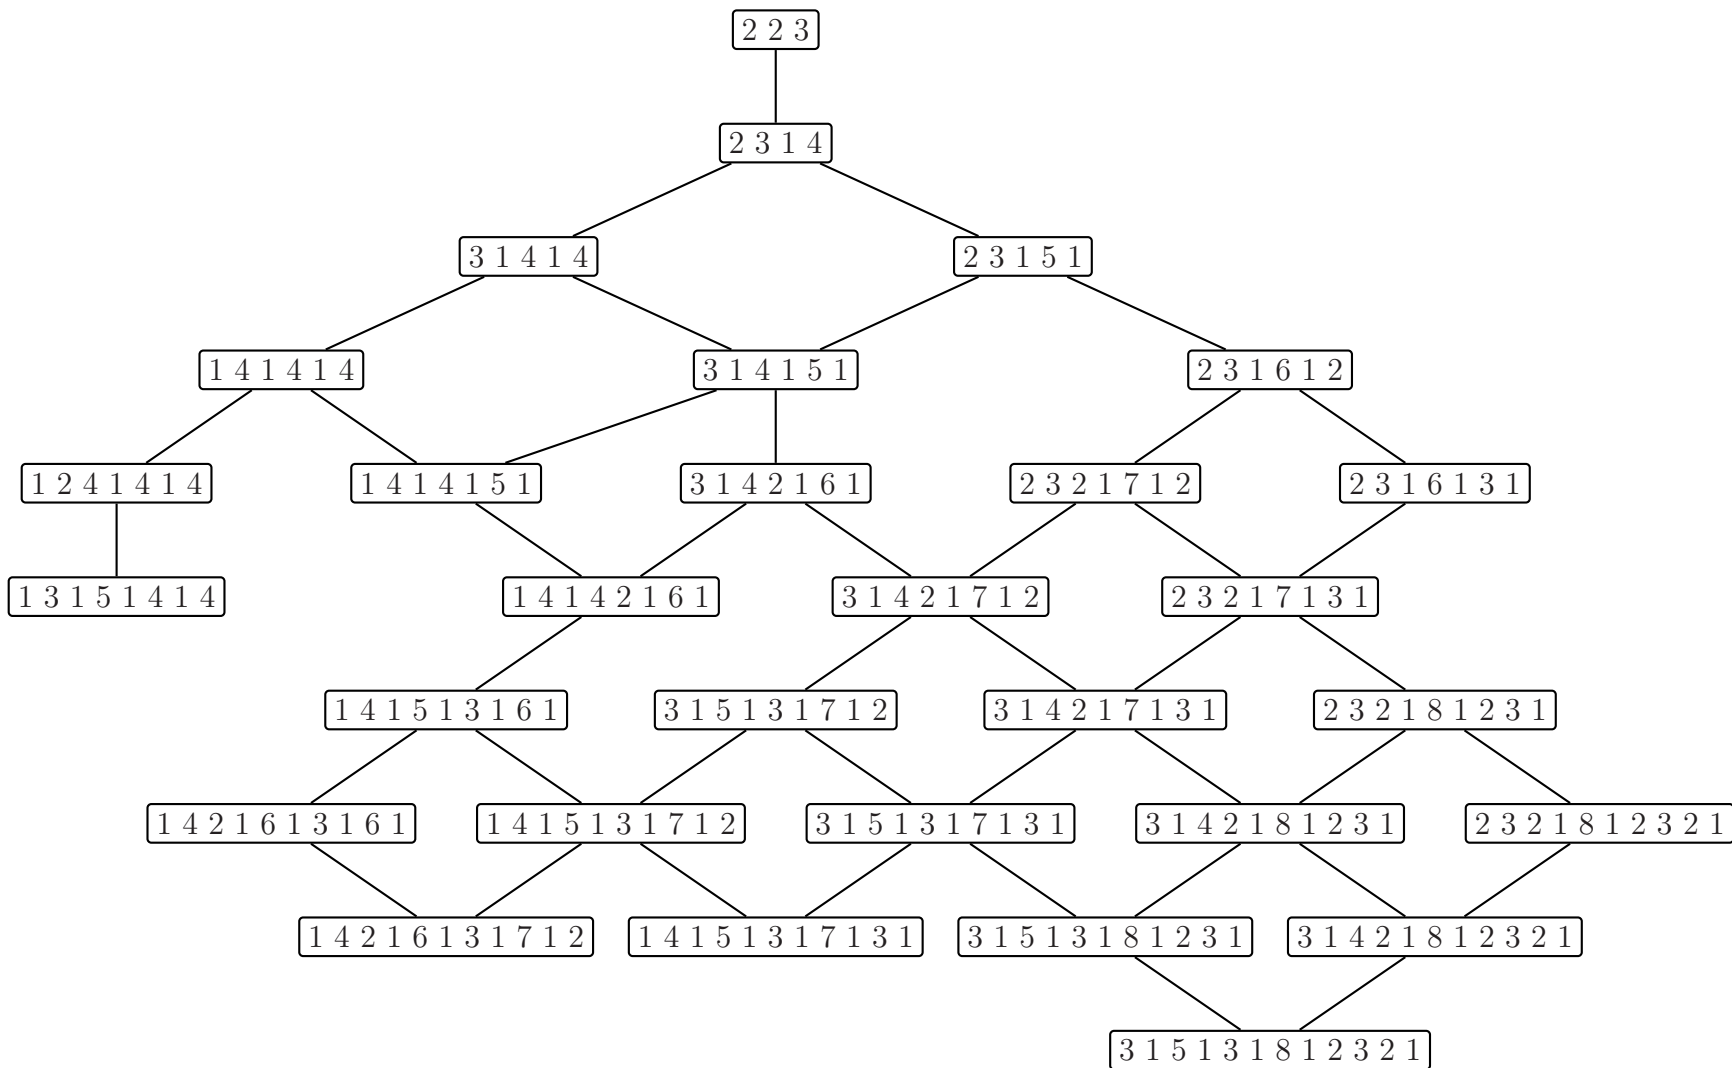 2 2 3
2 3 1 4
3 1 4 1 4
2 3 1 5 1
1 4 1 4 1 4
3 1 4 1 5 1
2 3 1 6 1 2
1 2 4 1 4 1 4
1 4 1 4 1 5 1
3 1 4 2 1 6 1
2 3 2 1 7 1 2
2 3 1 6 1 3 1
1 3 1 5 1 4 1 4
1 4 1 4 2 1 6 1
3 1 4 2 1 7 1 2
2 3 2 1 7 1 3 1
1 4 1 5 1 3 1 6 1
3 1 5 1 3 1 7 1 2
3 1 4 2 1 7 1 3 1
2 3 2 1 8 1 2 3 1
1 4 2 1 6 1 3 1 6 1
1 4 1 5 1 3 1 7 1 2
3 1 5 1 3 1 7 1 3 1
3 1 4 2 1 8 1 2 3 1
2 3 2 1 8 1 2 3 2 1
1 4 2 1 6 1 3 1 7 1 2
1 4 1 5 1 3 1 7 1 3 1
3 1 5 1 3 1 8 1 2 3 1
3 1 4 2 1 8 1 2 3 2 1
3 1 5 1 3 1 8 1 2 3 2 1